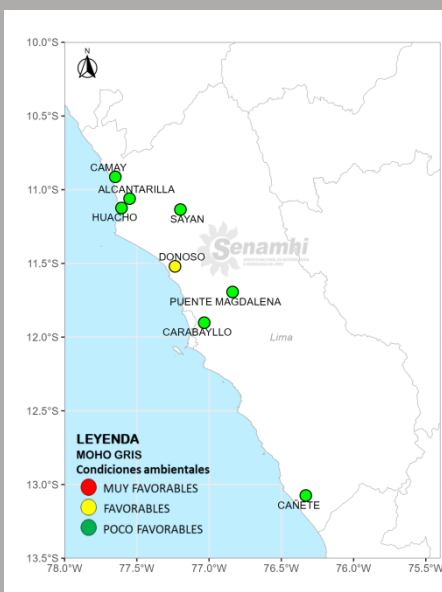 10.0°S
N
10.5°S
CAMAY
11.0°S
ALCANTARILLA
HUACHO
SAYAN
Senamhi
11.5°S
DONOSO
PUENTE MAGDALENA
12.0°S
CARABAYLLO
Lima
12.5°S
LEYENDA
MOHO GRIS
Condiciones ambientales
MUY FAVORABLES
FAVORABLES
POCO FAVORABLES
13.0°S
CAÑETE
13.5°S
78.0°W
77.5°W
77.0°W
76.5°W
76.0°W
75.5°W